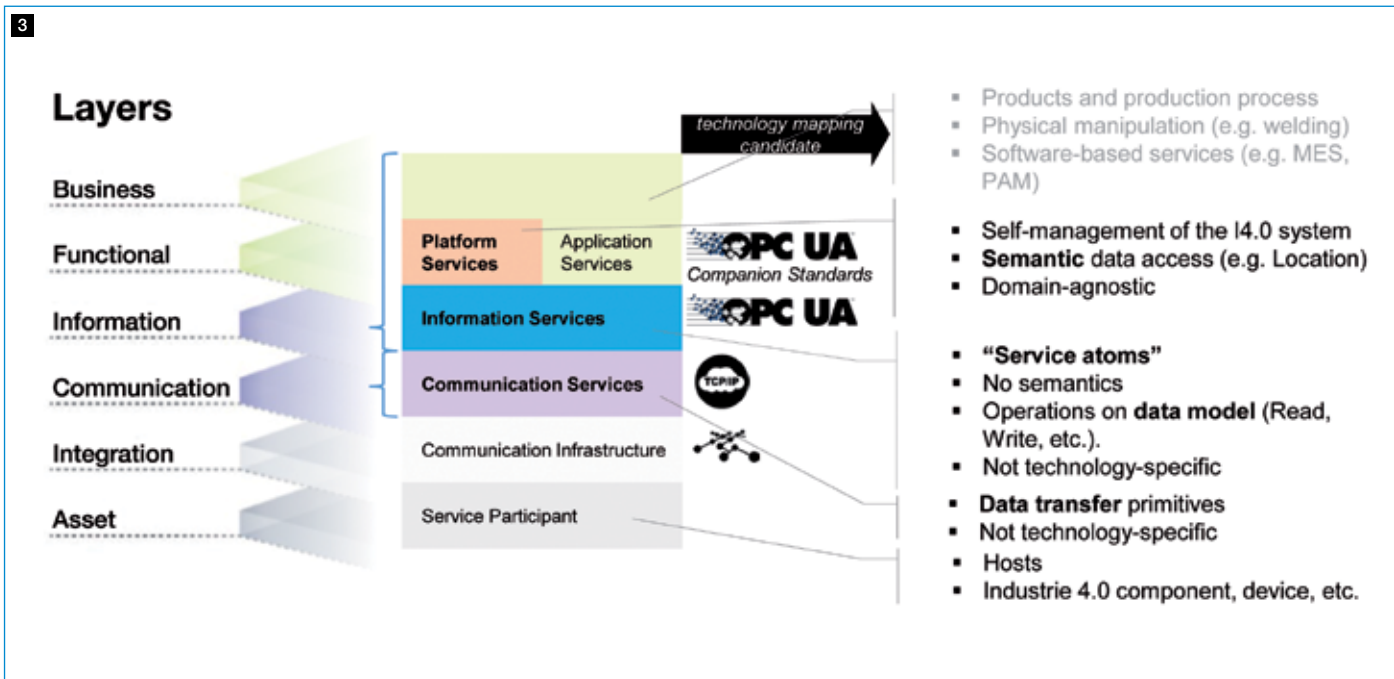 3
Layers
Business
Functional
Information
Communication
Integration
Asset
Platform
Services
Application
Services
Information Services
Communication Services
Communication Infrastructure
Service Participant
technology mapping
candidate
OPC UA
Companion Standards
OPC UA
TCP/IP
▪ Products and production process
▪ Physical manipulation (e.g. welding)
▪ Software-based services (e.g. MES,
PAM)
▪ Self-management of the I4.0 system
▪ Semantic data access (e.g. Location)
▪ Domain-agnostic
▪ “Service atoms”
▪ No semantics
▪ Operations on data model (Read,
Write, etc.).
▪ Not technology-specific
▪ Data transfer primitives
▪ Not technology-specific
▪ Hosts
▪ Industrie 4.0 component, device, etc.